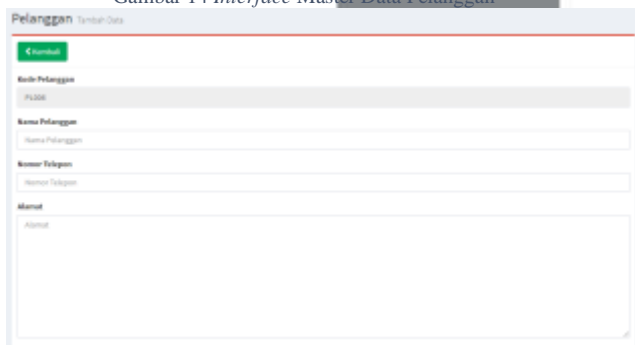 Gambar 14 Interface Master Data Pelanggan
Pelanggan Tambah Data
Kembali
Kode Pelanggan
Nama Pelanggan
Nama Pelanggan
Nomor Telepon
Nomor Telepon
Alamat
Alamat